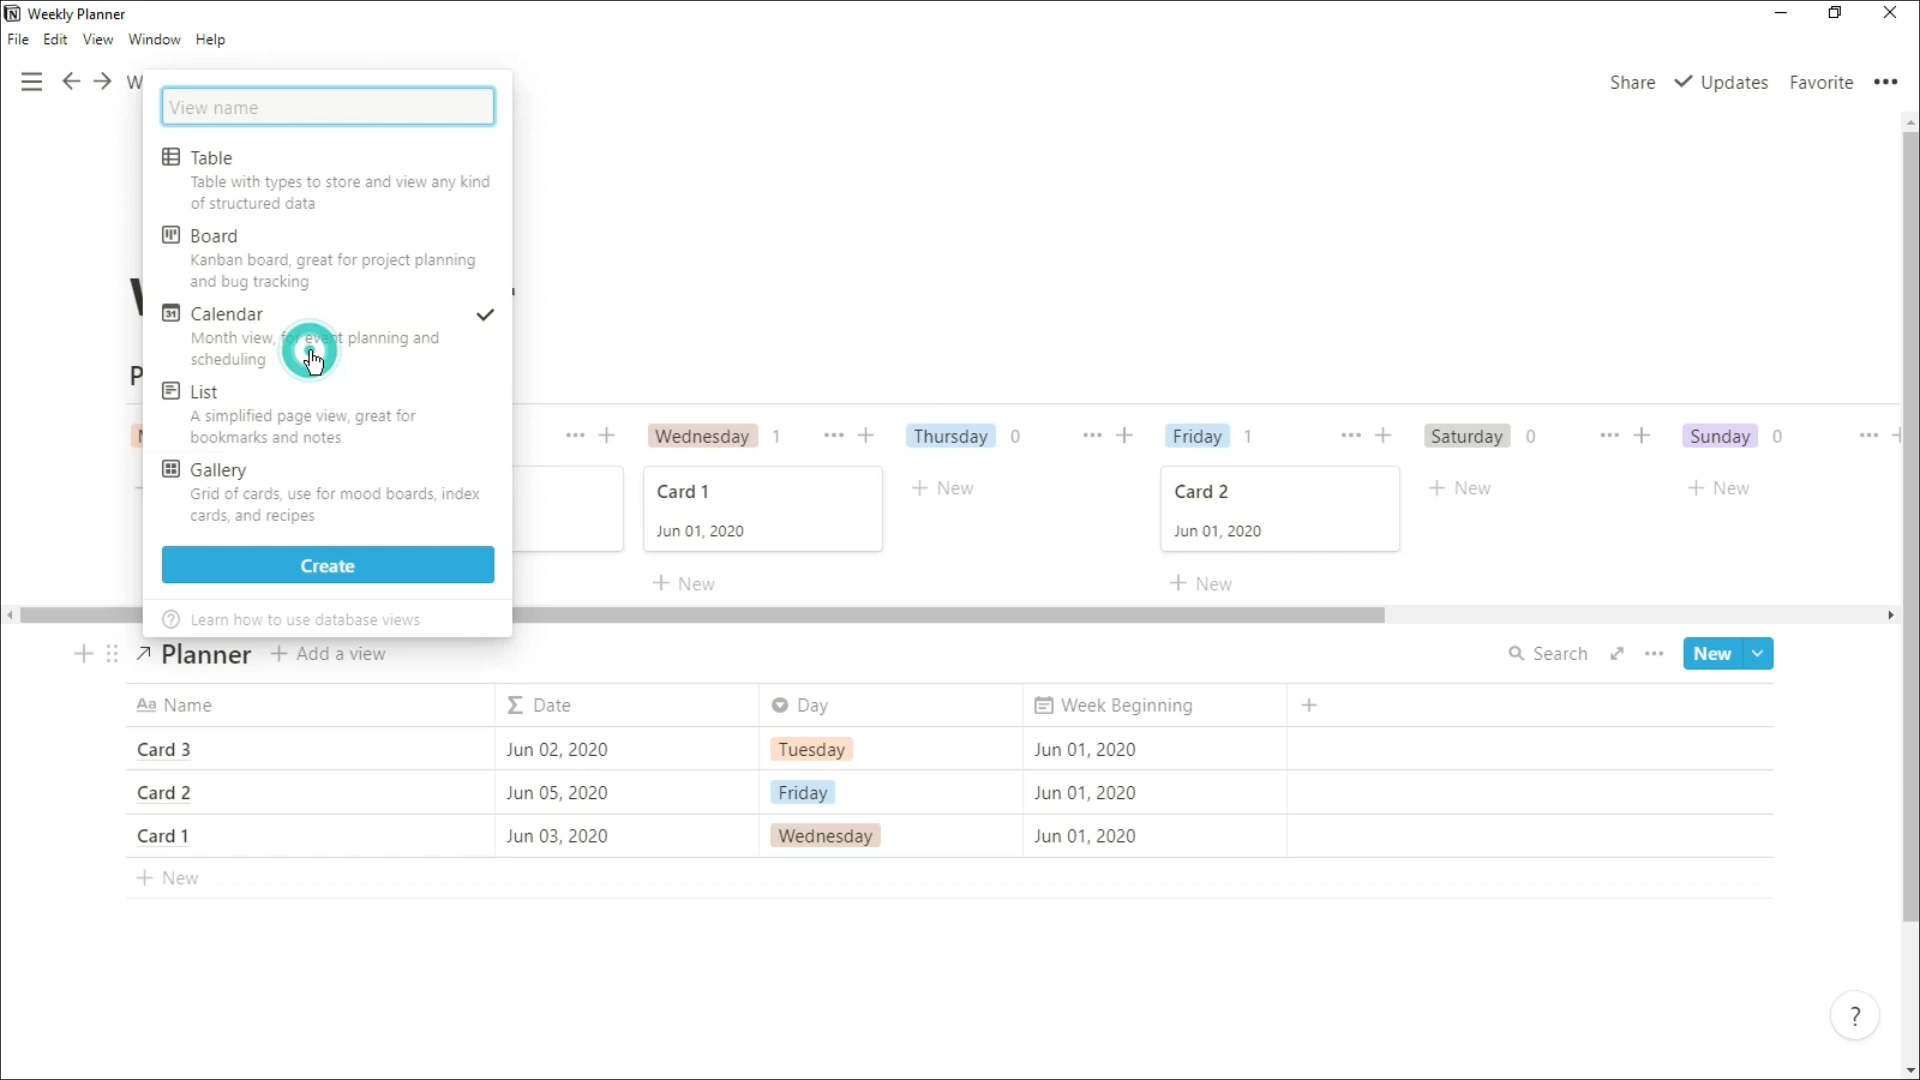 Weekly Planner
File Edit View Window Help
W
Share Updates Favorite
View name
Table
Table with types to store and view any kind
of structured data
Board
Kanban board, great for project planning
and bug tracking
31 Calendar
Month view, for event planning and
scheduling
List
A simplified page view, great for
bookmarks and notes
Gallery
Grid of cards, use for mood boards, index
cards, and recipes
Create
Learn how to use database views
W
P
Wednesday 1
Thursday 0
Friday 1
Saturday 0
Sunday 0
Card 1
Jun 01, 2020
+ New
+ New
Card 2
Jun 01, 2020
+ New
+ New
+ New
Planner + Add a view
Search
New
Aa Name Σ Date Day Week Beginning +
Card 3 Jun 02, 2020 Tuesday Jun 01, 2020
Card 2 Jun 05, 2020 Friday Jun 01, 2020
Card 1 Jun 03, 2020 Wednesday Jun 01, 2020
+ New
?